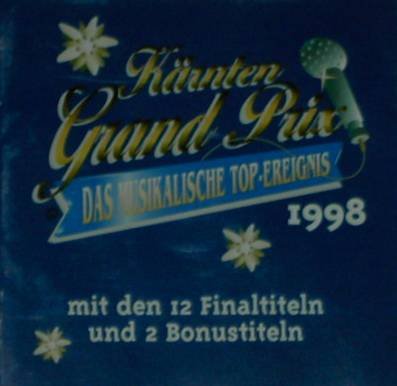 Kärnten
Grand Prix
DAS MUSIKALISCHE TOP-EREIGNIS
1998
mit den 12 Finaltiteln
und 2 Bonustiteln